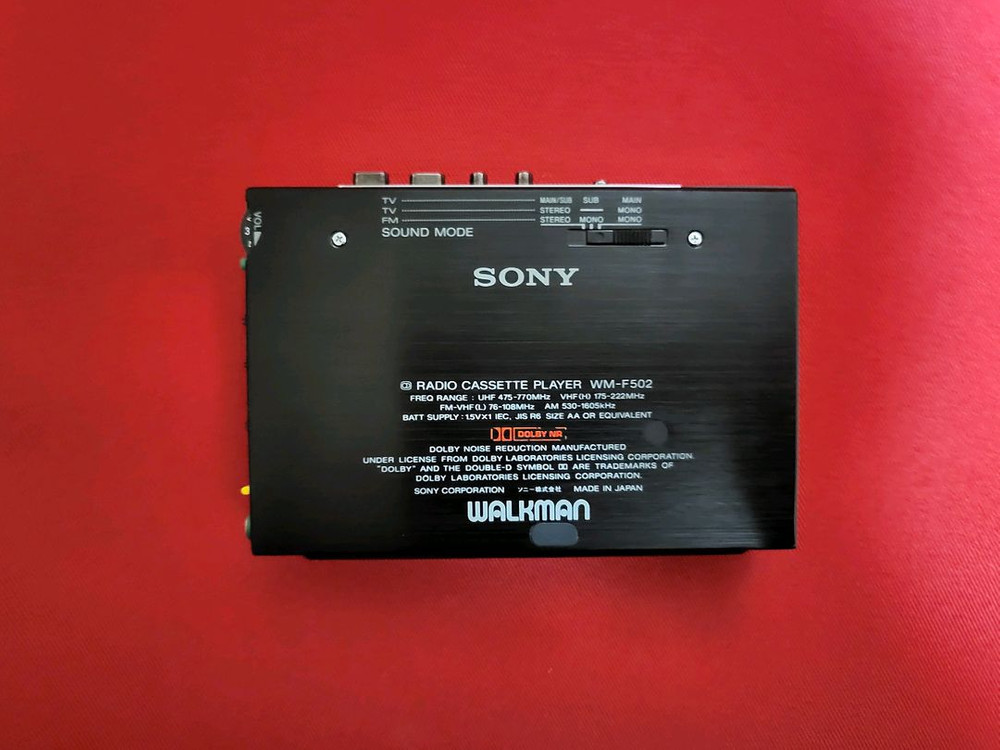 TV MAIN/SUB SUB MAIN
TV STEREO MONO
FM STEREO MONO MONO
SOUND MODE
VOL
SONY
RADIO CASSETTE PLAYER WM-F502
FREQ RANGE : UHF 475-770MHz VHF(H) 175-222MHz
FM-VHF(L) 76-108MHz AM 530-1605kHz
BATT SUPPLY : 1.5V×1 IEC, JIS R6 SIZE AA OR EQUIVALENT
DOLBY NR
DOLBY NOISE REDUCTION MANUFACTURED
UNDER LICENSE FROM DOLBY LABORATORIES LICENSING CORPORATION.
"DOLBY" AND THE DOUBLE-D SYMBOL ARE TRADEMARKS OF
DOLBY LABORATORIES LICENSING CORPORATION.
SONY CORPORATION ソニー株式会社 MADE IN JAPAN
WALKMAN